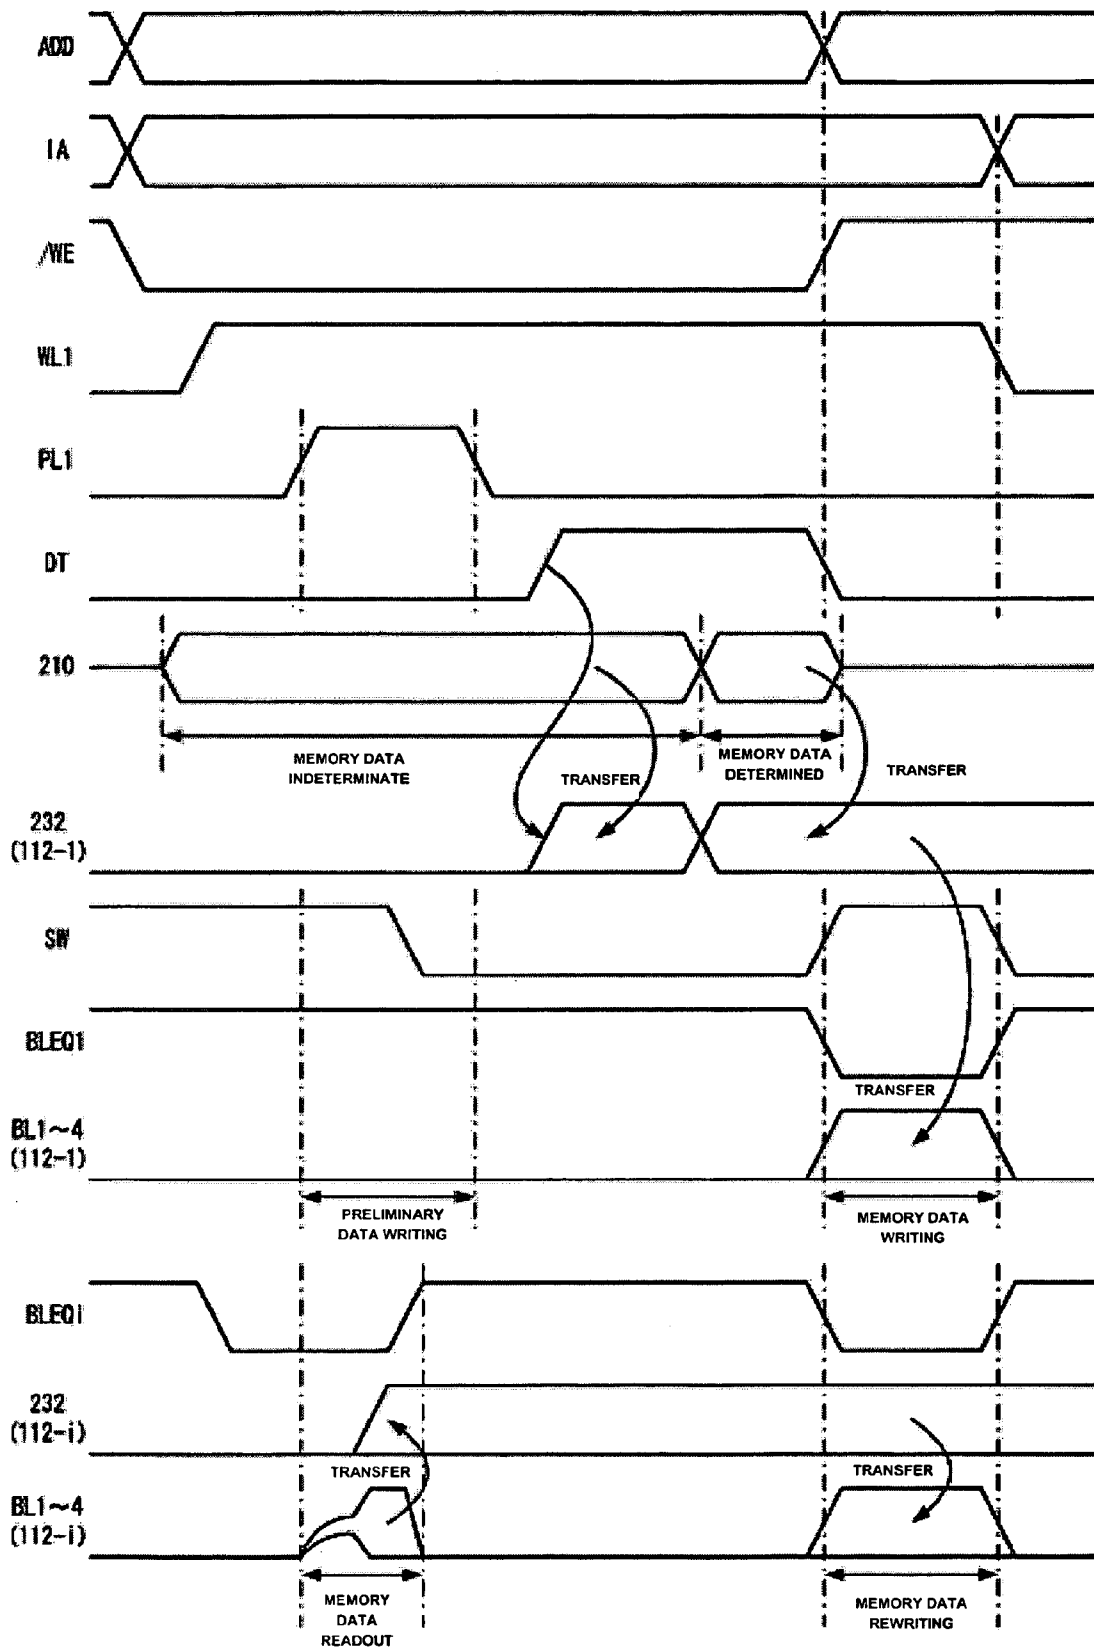 ADD
IA
/WE
WL1
PL1
DT
210
MEMORY DATA
INDETERMINATE
MEMORY DATA
DETERMINED
TRANSFER
TRANSFER
232
(112-1)
SW
BLEQ1
TRANSFER
BL1~4
(112-1)
PRELIMINARY
DATA WRITING
MEMORY DATA
WRITING
BLEQi
232
(112-i)
TRANSFER
TRANSFER
BL1~4
(112-i)
MEMORY
DATA
READOUT
MEMORY DATA
REWRITING